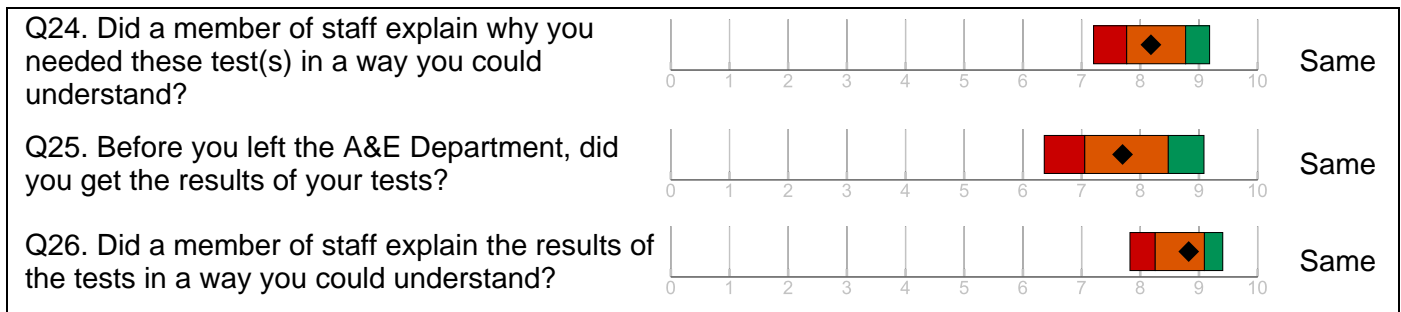 Q24. Did a member of staff explain why you
needed these test(s) in a way you could
understand?
0 1 2 3 4 5 6 7 8 9 10
Same
Q25. Before you left the A&E Department, did
you get the results of your tests?
0 1 2 3 4 5 6 7 8 9 10
Same
Q26. Did a member of staff explain the results of
the tests in a way you could understand?
0 1 2 3 4 5 6 7 8 9 10
Same